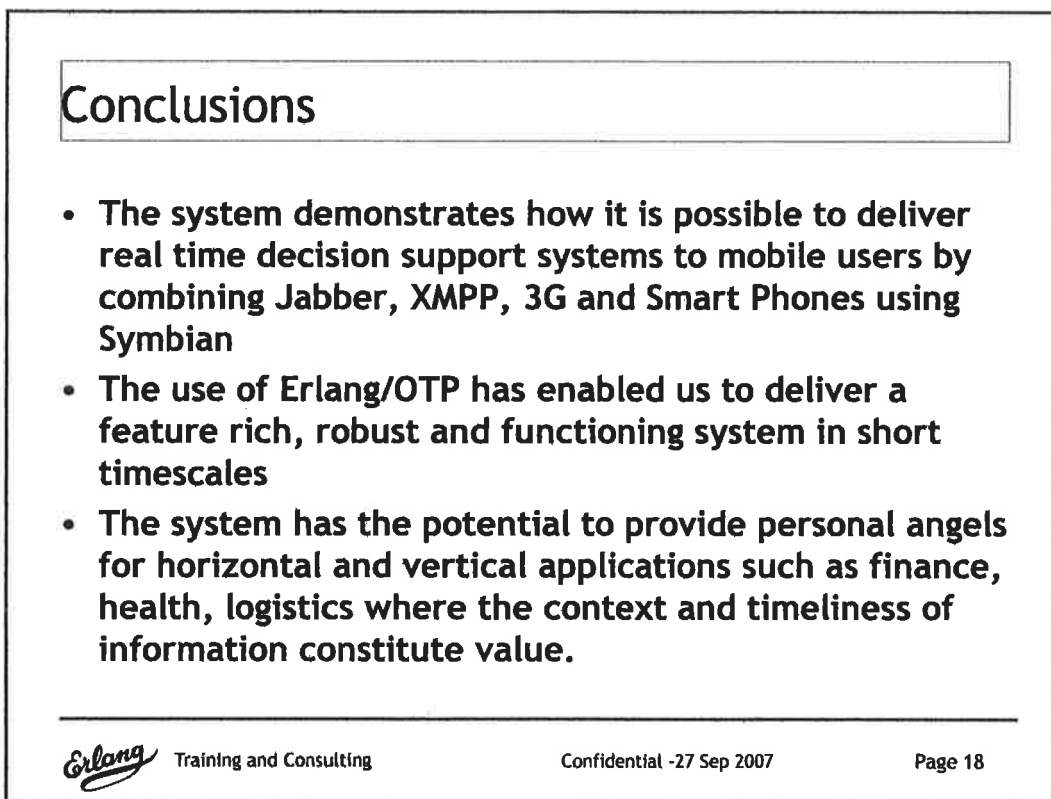 Conclusions
• The system demonstrates how it is possible to deliver
real time decision support systems to mobile users by
combining Jabber, XMPP, 3G and Smart Phones using
Symbian
• The use of Erlang/OTP has enabled us to deliver a
feature rich, robust and functioning system in short
timescales
• The system has the potential to provide personal angels
for horizontal and vertical applications such as finance,
health, logistics where the context and timeliness of
information constitute value.
Erlang Training and Consulting Confidential -27 Sep 2007 Page 18